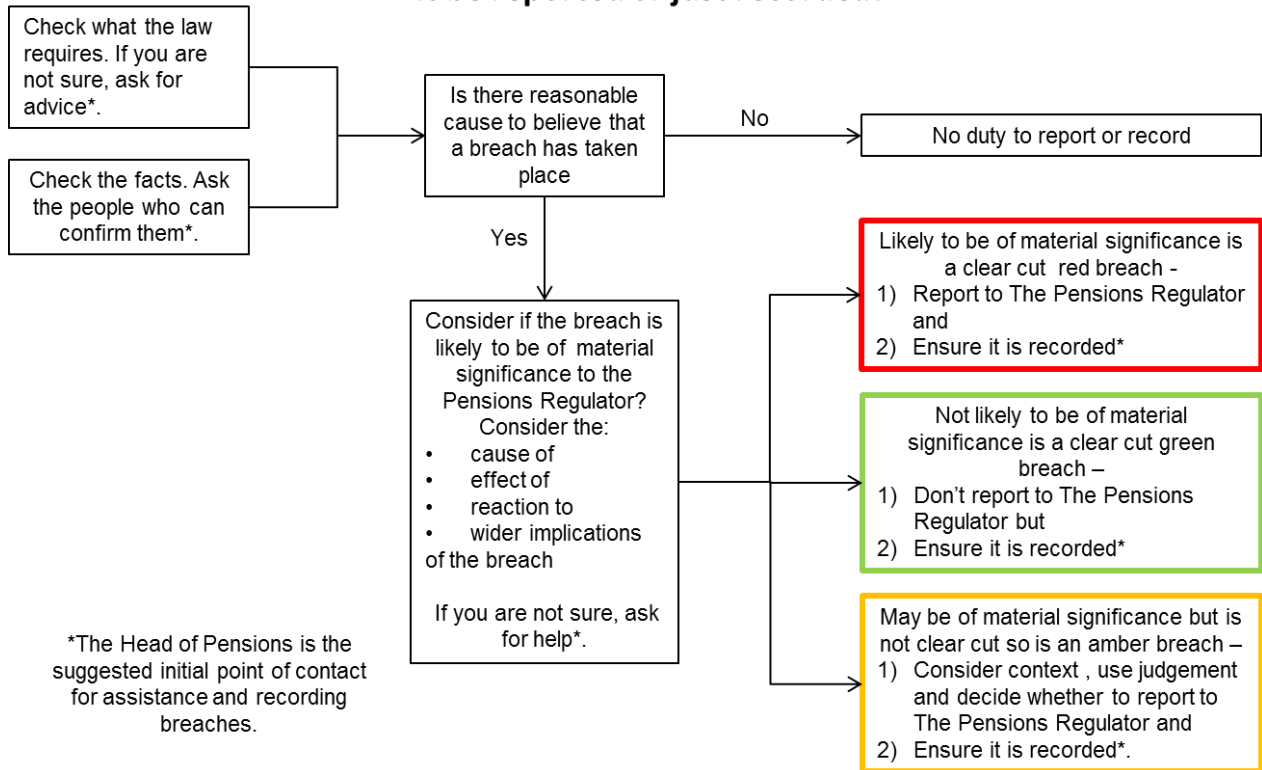 Check what the law
requires. If you are
not sure, ask for
advice*.
Check the facts. Ask
the people who can
confirm them*.
Is there reasonable
cause to believe that
a breach has taken
place
No
No duty to report or record
Yes
Consider if the breach is
likely to be of material
significance to the
Pensions Regulator?
Consider the:
• cause of
• effect of
• reaction to
• wider implications
of the breach
If you are not sure, ask
for help*.
Likely to be of material significance is
a clear cut red breach -
1) Report to The Pensions Regulator
and
2) Ensure it is recorded*
Not likely to be of material
significance is a clear cut green
breach –
1) Don’t report to The Pensions
Regulator but
2) Ensure it is recorded*
May be of material significance but is
not clear cut so is an amber breach –
1) Consider context , use judgement
and decide whether to report to
The Pensions Regulator and
2) Ensure it is recorded*.
*The Head of Pensions is the
suggested initial point of contact
for assistance and recording
breaches.